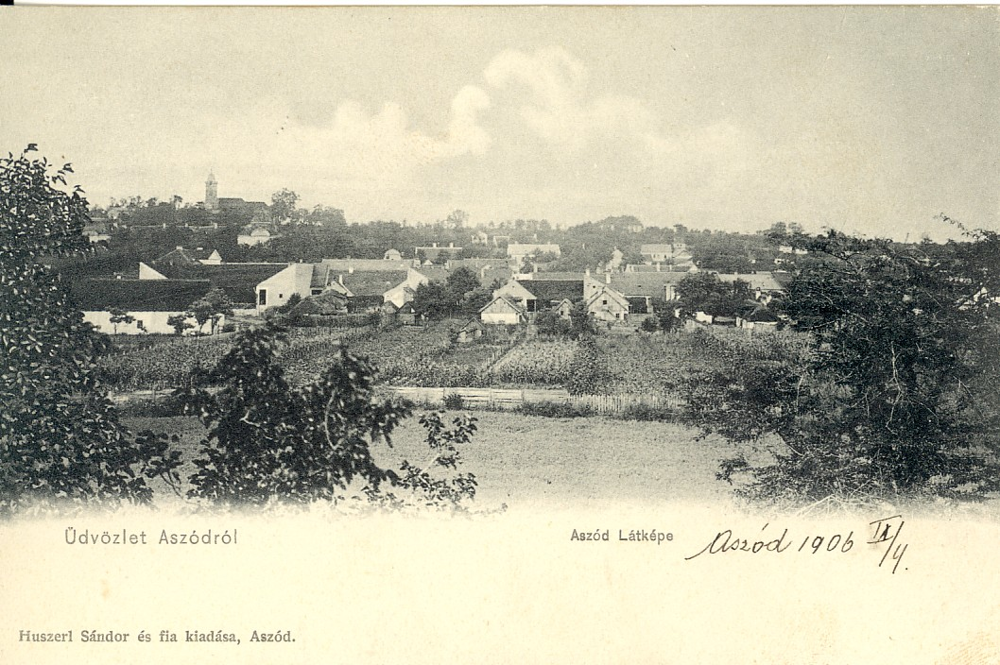 Üdvözlet Aszódról
Aszód Látképe
Aszód 1906 IX/4.
Huszerl Sándor és fia kiadása, Aszód.